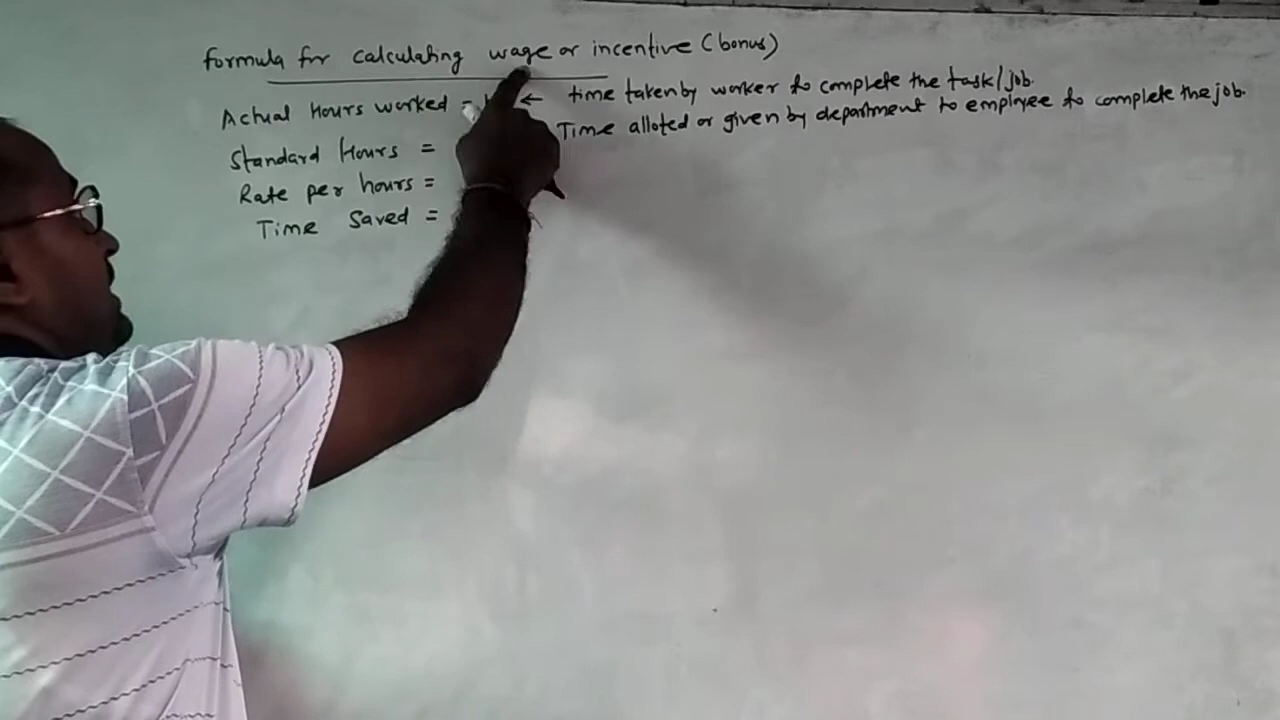 formula for calculating wage or incentive (bonus)
Actual Hours worked = ← time taken by worker to complete the task/job.
Standard Hours = Time alloted or given by department to employee to complete the job.
Rate per hours =
Time Saved =